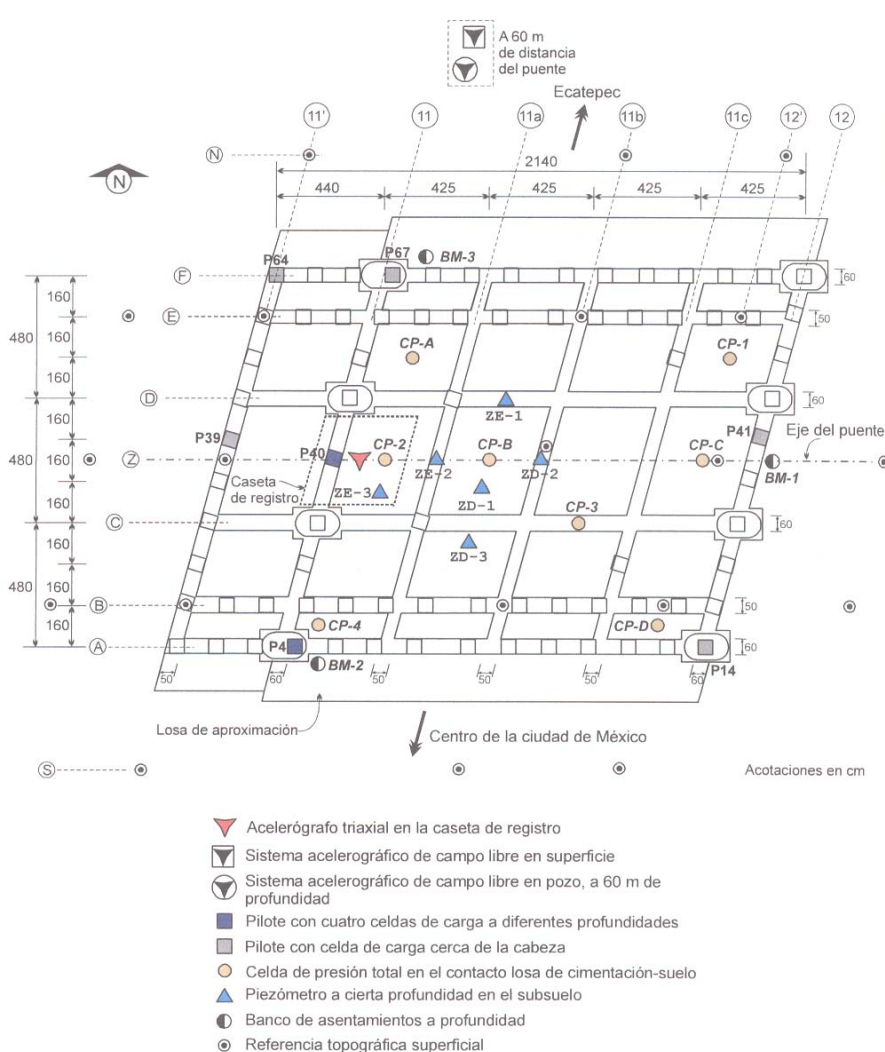 A 60 m
de distancia
del puente
Ecatepec
11' 11 11a 11b 11c 12' 12
N
N
2140
440 425 425 425 425
P64 P67 BM-3
F
160
60
480
E
160
50
CP-A CP-1
160
D
ZE-1
60
160
P39 P41
Eje del puente
480
Z
160
P40 CP-2 ZE-2 CP-B ZD-2 CP-C
BM-1
Caseta
de registro
ZE-3 ZD-1
160
C
CP-3
60
160
ZD-3
480
160
B
50
160
CP-4 CP-D
A
P4
60
BM-2
P14
50 60 50 50 60
Losa de aproximación
Centro de la ciudad de México
S
Acotaciones en cm
Acelerógrafo triaxial en la caseta de registro
Sistema acelerográfico de campo libre en superficie
Sistema acelerográfico de campo libre en pozo, a 60 m de
profundidad
Pilote con cuatro celdas de carga a diferentes profundidades
Pilote con celda de carga cerca de la cabeza
Celda de presión total en el contacto losa de cimentación-suelo
Piezómetro a cierta profundidad en el subsuelo
Banco de asentamientos a profundidad
Referencia topográfica superficial